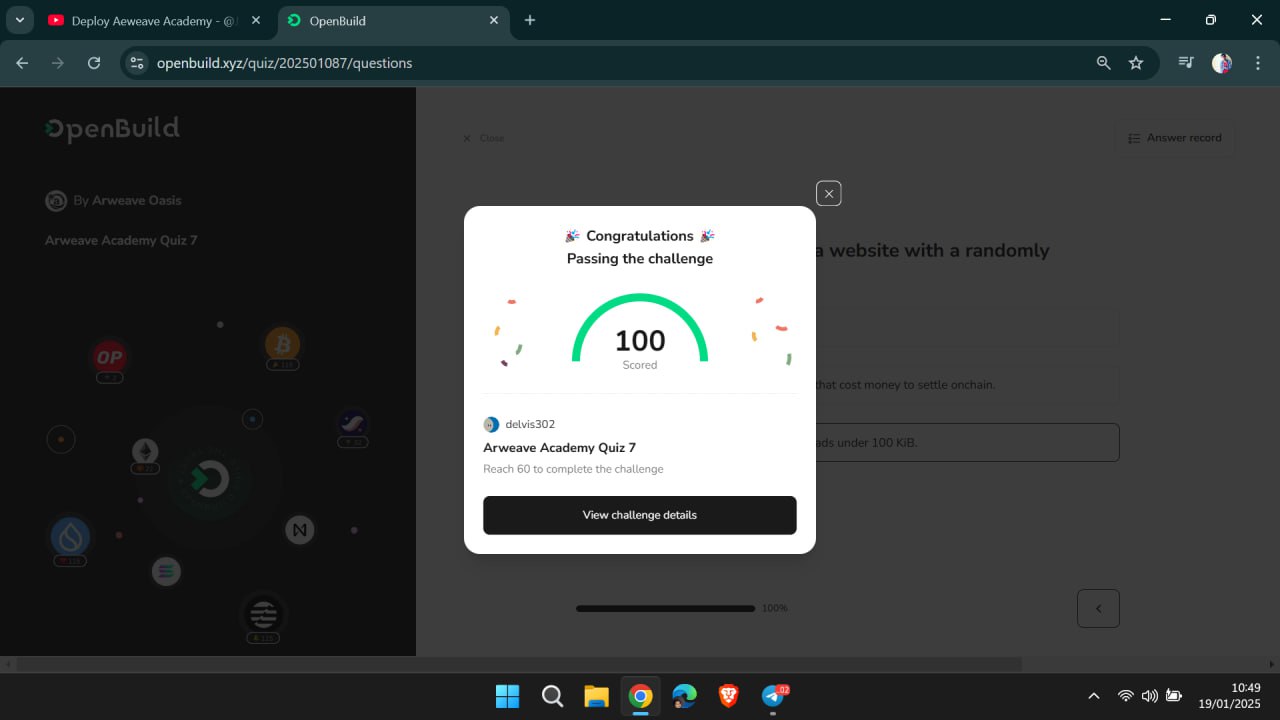 Deploy Aeweave Academy - @
OpenBuild
openbuild.xyz/quiz/202501087/questions
OpenBuild
By Arweave Oasis
Arweave Academy Quiz 7
OP
Close
Answer record
a website with a randomly
that cost money to settle onchain.
ads under 100 KiB.
Congratulations
Passing the challenge
100
Scored
delvis302
Arweave Academy Quiz 7
Reach 60 to complete the challenge
View challenge details
100%
10:49
19/01/2025